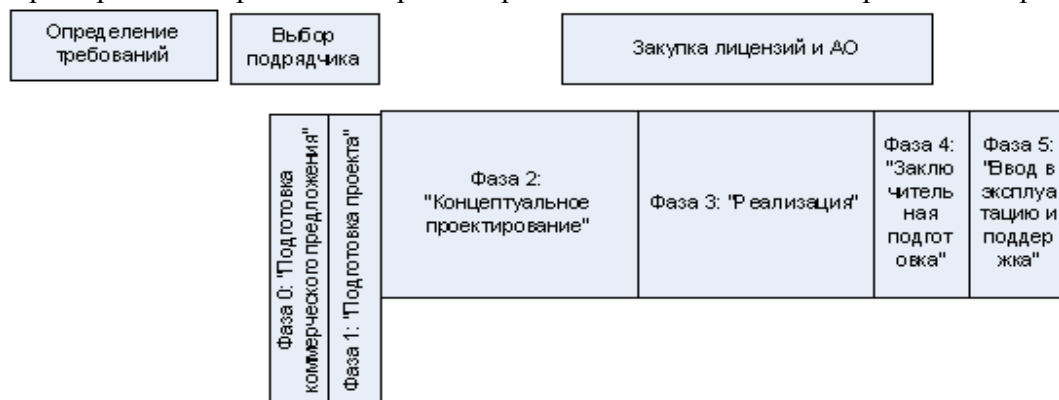 Определение
требований
Выбор
подрядчика
Закупка лицензий и АО
Фаза 0: "Подготовка
коммерческого предложения"
Фаза 1: "Подготовка проекта"
Фаза 2:
"Концептуальное
проектирование"
Фаза 3: "Реализация"
Фаза 4:
"Заклю
читель
ная
подгот
овка"
Фаза 5:
"Ввод в
эксплуа
тацию и
поддер
жка"